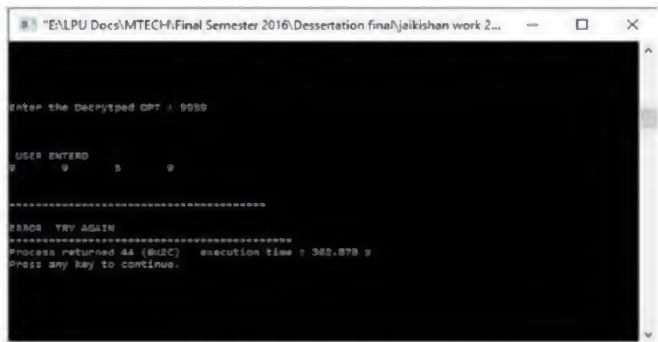 "E:\LPU Docs\MTECH\Final Semester 2016\Dessertation final\jaikishan work 2...
Enter the Decrytped OPT :
USER ENTERD
9 9 5 9
----------------------------------------
ERROR TRY AGAIN
--------------------------------------------
Process returned 44 (0x2C) execution time : 362.878 s
Press any key to continue.